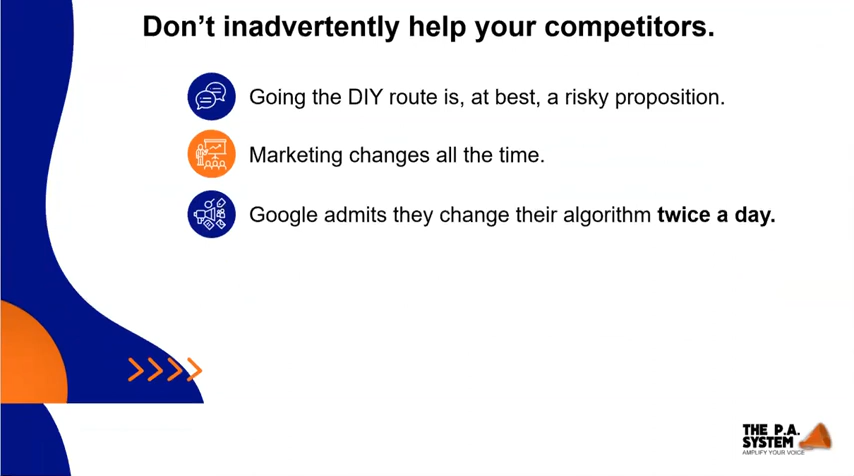 Don’t inadvertently help your competitors.
Going the DIY route is, at best, a risky proposition.
Marketing changes all the time.
Google admits they change their algorithm twice a day.
THE P.A.
SYSTEM
AMPLIFY YOUR VOICE